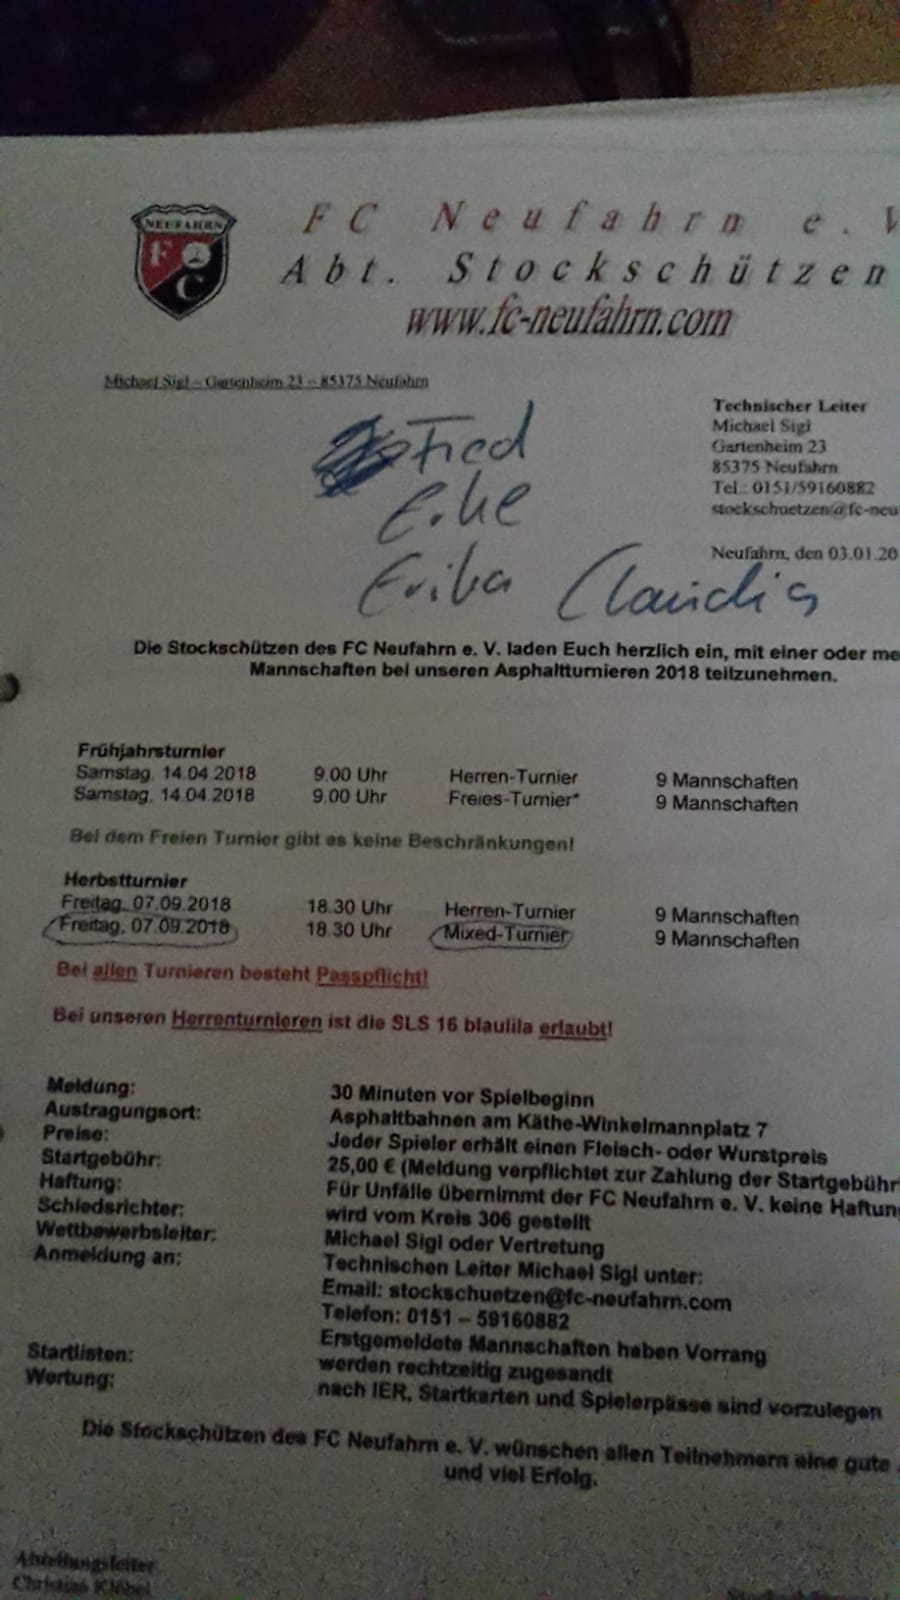 NEUFAHRN
F
C
FC Neufahrn e. V
Abt. Stockschützen
www.fc-neufahrn.com
Michael Sigl – Gartenheim 23 – 85375 Neufahrn
Technischer Leiter
Michael Sigl
Gartenheim 23
85375 Neufahrn
Tel.: 0151/59160882
stockschuetzen@fc-neu
Neufahrn, den 03.01.20
Fred
Erika Claudia
Die Stockschützen des FC Neufahrn e. V. laden Euch herzlich ein, mit einer oder me
Mannschaften bei unseren Asphaltturnieren 2018 teilzunehmen.
Frühjahrsturnier
Samstag, 14.04.2018 9.00 Uhr Herren-Turnier 9 Mannschaften
Samstag, 14.04.2018 9.00 Uhr Freies-Turnier* 9 Mannschaften
Bei dem Freien Turnier gibt es keine Beschränkungen!
Herbstturnier
Freitag, 07.09.2018 18.30 Uhr Herren-Turnier 9 Mannschaften
Freitag, 07.09.2018 18.30 Uhr Mixed-Turnier 9 Mannschaften
Bei allen Turnieren besteht Passpflicht!
Bei unseren Herrenturnieren ist die SLS 16 blaulila erlaubt!
Meldung: 30 Minuten vor Spielbeginn
Austragungsort: Asphaltbahnen am Käthe-Winkelmannplatz 7
Preise: Jeder Spieler erhält einen Fleisch- oder Wurstpreis
Startgebühr: 25,00 € (Meldung verpflichtet zur Zahlung der Startgebühr
Haftung: Für Unfälle übernimmt der FC Neufahrn e. V. keine Haftung
Schiedsrichter: wird vom Kreis 306 gestellt
Wettbewerbsleiter: Michael Sigl oder Vertretung
Anmeldung an: Technischen Leiter Michael Sigl unter:
Email: stockschuetzen@fc-neufahrn.com
Telefon: 0151 – 59160882
Erstgemeldete Mannschaften haben Vorrang
Startlisten: werden rechtzeitig zugesandt
Wertung: nach IER, Startkarten und Spielerpässe sind vorzulegen
Die Stockschützen des FC Neufahrn e. V. wünschen allen Teilnehmern eine gute
und viel Erfolg.
Abteilungsleiter
Christian